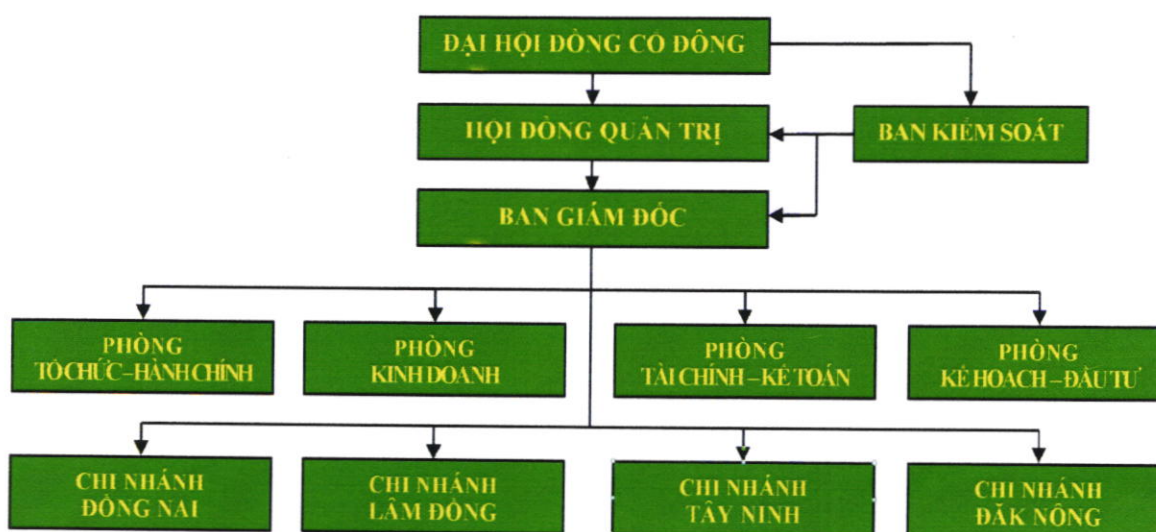 ĐẠI HỘI ĐỒNG CỔ ĐÔNG
HỘI ĐỒNG QUẢN TRỊ
BAN KIỂM SOÁT
BAN GIÁM ĐỐC
PHÒNG
TỔ CHỨC – HÀNH CHÍNH
PHÒNG
KINH DOANH
PHÒNG
TÀI CHÍNH – KẾ TOÁN
PHÒNG
KẾ HOẠCH – ĐẦU TƯ
CHI NHÁNH
ĐỒNG NAI
CHI NHÁNH
LÂM ĐỒNG
CHI NHÁNH
TÂY NINH
CHI NHÁNH
ĐĂK NÔNG